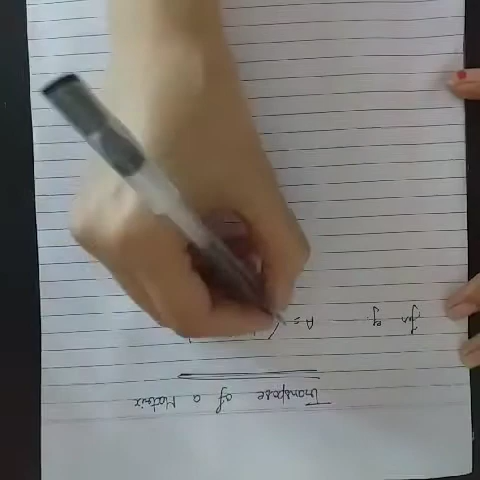 Transpose of a Matrix
for eg A =